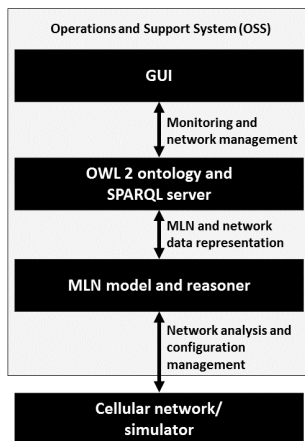 Operations and Support System (OSS)
GUI
Monitoring and
network management
OWL 2 ontology and
SPARQL server
MLN and network
data representation
MLN model and reasoner
Network analysis and
configuration
management
Cellular network/
simulator